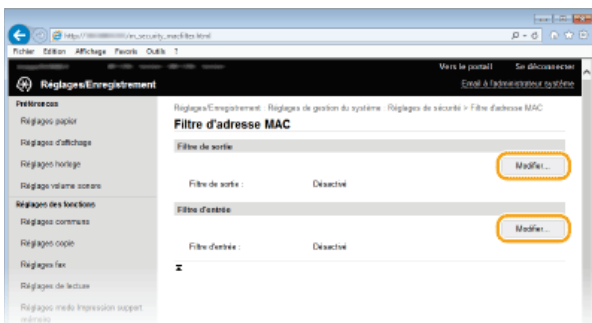 /m_security_macfilter.html
Fichier Edition Affichage Favoris Outils ?
Vers le portail Se déconnecter
Réglages/Enregistrement
Email à l'administrateur système
Préférences
Réglages/Enregistrement : Réglages de gestion du système : Réglages de sécurité > Filtre d'adresse MAC
Réglages papier
Filtre d'adresse MAC
Réglages d'affichage
Filtre de sortie
Réglages horloge
Modifier...
Réglage volume sonore
Filtre de sortie : Désactivé
Réglages des fonctions
Filtre d'entrée
Réglages communs
Modifier...
Réglages copie
Filtre d'entrée : Désactivé
Réglages fax
Réglages de lecture
Réglages mode Impression support mémoire